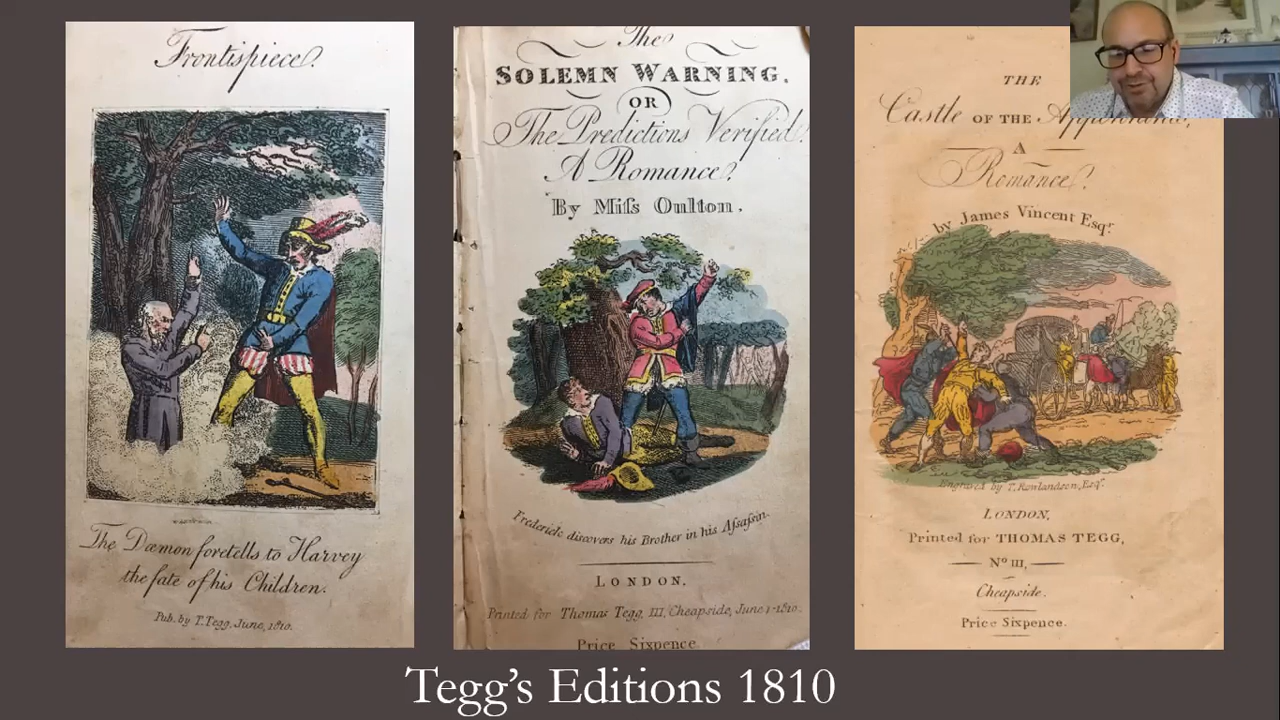 Frontispiece.
The Dæmon foretells to Harvey
the fate of his Children.
Pub. by T. Tegg, June, 1810.
The
SOLEMN WARNING,
OR
The Predictions Verified.
A Romance.
By Miſs Oulton.
Frederick discovers his Brother in his Aſsaſsin.
LONDON.
Printed for Thomas Tegg, III, Cheapside, June 1-1810.
Price Sixpence
THE
Castle OF THE
A
Romance.
by James Vincent Esqr.
Engraved by T. Rowlandson, Esqr.
LONDON,
Printed for THOMAS TEGG,
No III,
Cheapside.
Price Sixpence.
Tegg's Editions 1810